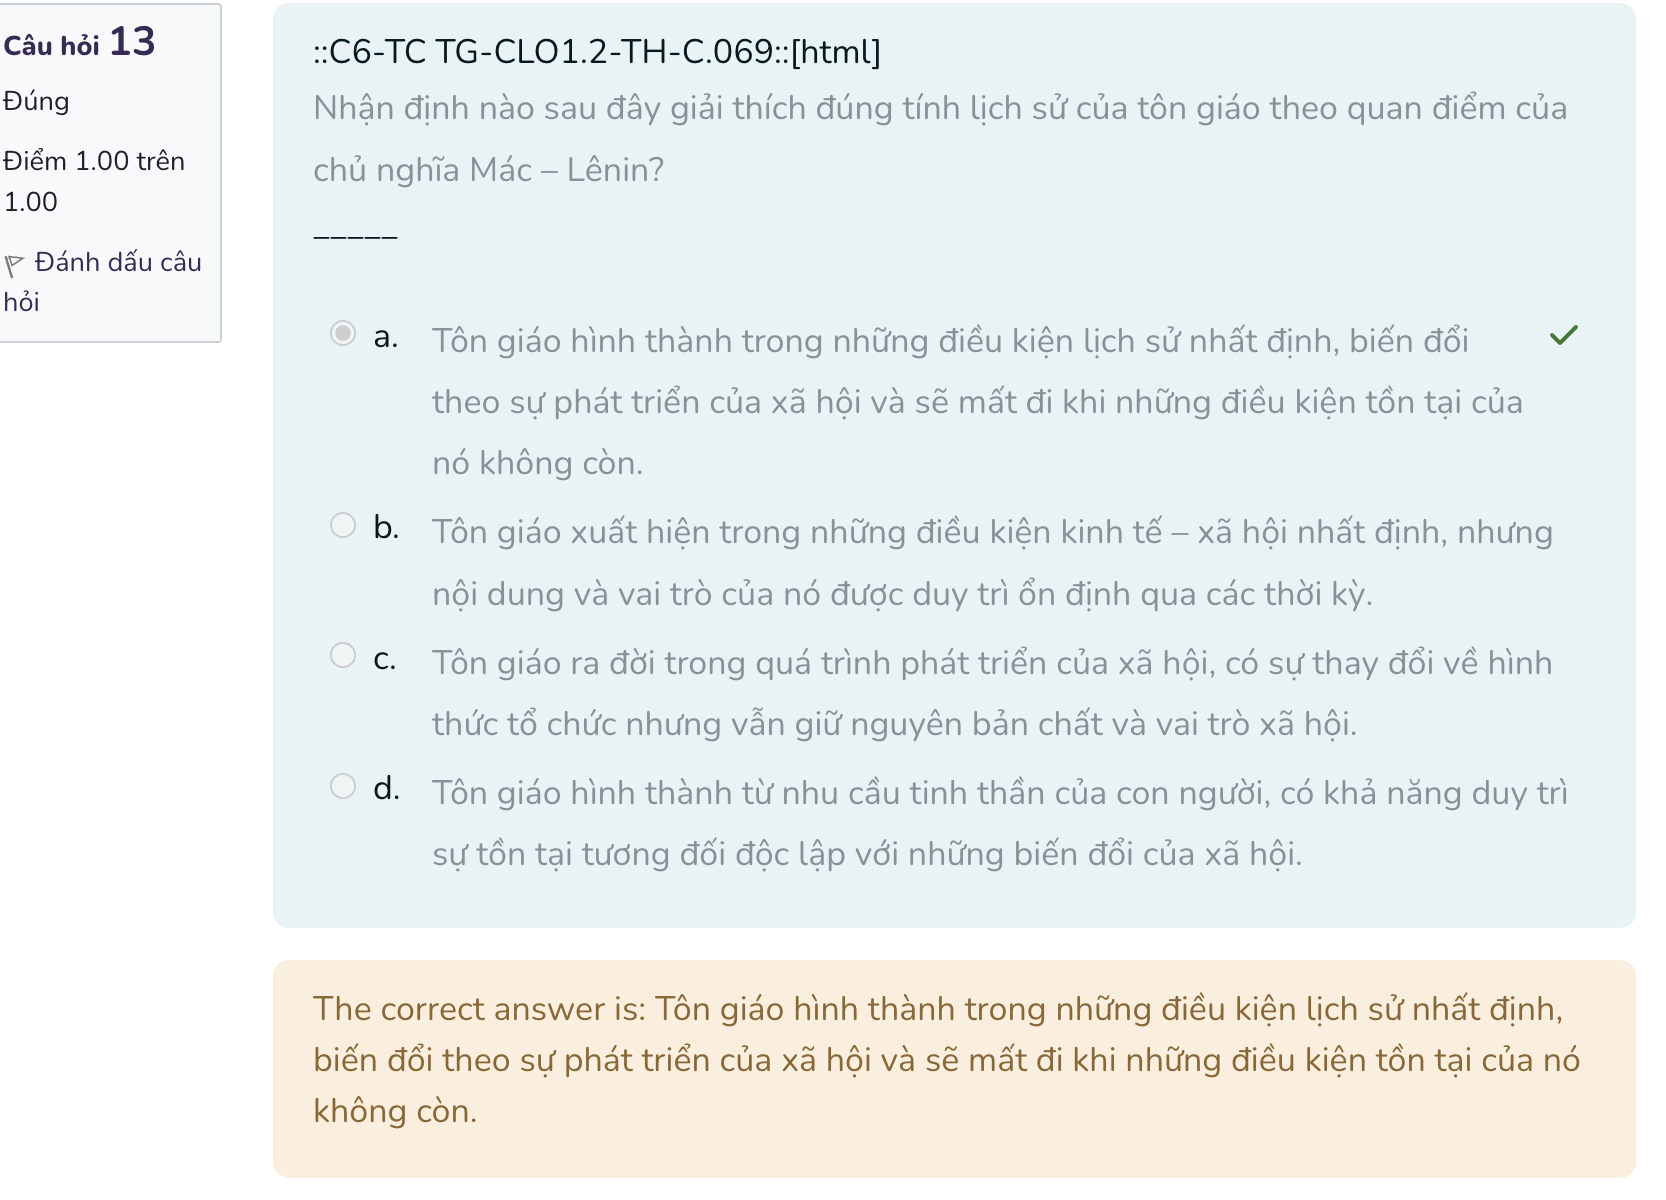 Câu hỏi 13
Đúng
Điểm 1.00 trên
1.00
Đánh dấu câu
hỏi
::C6-TC TG-CLO1.2-TH-C.069::[html]
Nhận định nào sau đây giải thích đúng tính lịch sử của tôn giáo theo quan điểm của
chủ nghĩa Mác – Lênin?
_____
a. Tôn giáo hình thành trong những điều kiện lịch sử nhất định, biến đổi
theo sự phát triển của xã hội và sẽ mất đi khi những điều kiện tồn tại của
nó không còn.
b. Tôn giáo xuất hiện trong những điều kiện kinh tế – xã hội nhất định, nhưng
nội dung và vai trò của nó được duy trì ổn định qua các thời kỳ.
c. Tôn giáo ra đời trong quá trình phát triển của xã hội, có sự thay đổi về hình
thức tổ chức nhưng vẫn giữ nguyên bản chất và vai trò xã hội.
d. Tôn giáo hình thành từ nhu cầu tinh thần của con người, có khả năng duy trì
sự tồn tại tương đối độc lập với những biến đổi của xã hội.
The correct answer is: Tôn giáo hình thành trong những điều kiện lịch sử nhất định,
biến đổi theo sự phát triển của xã hội và sẽ mất đi khi những điều kiện tồn tại của nó
không còn.